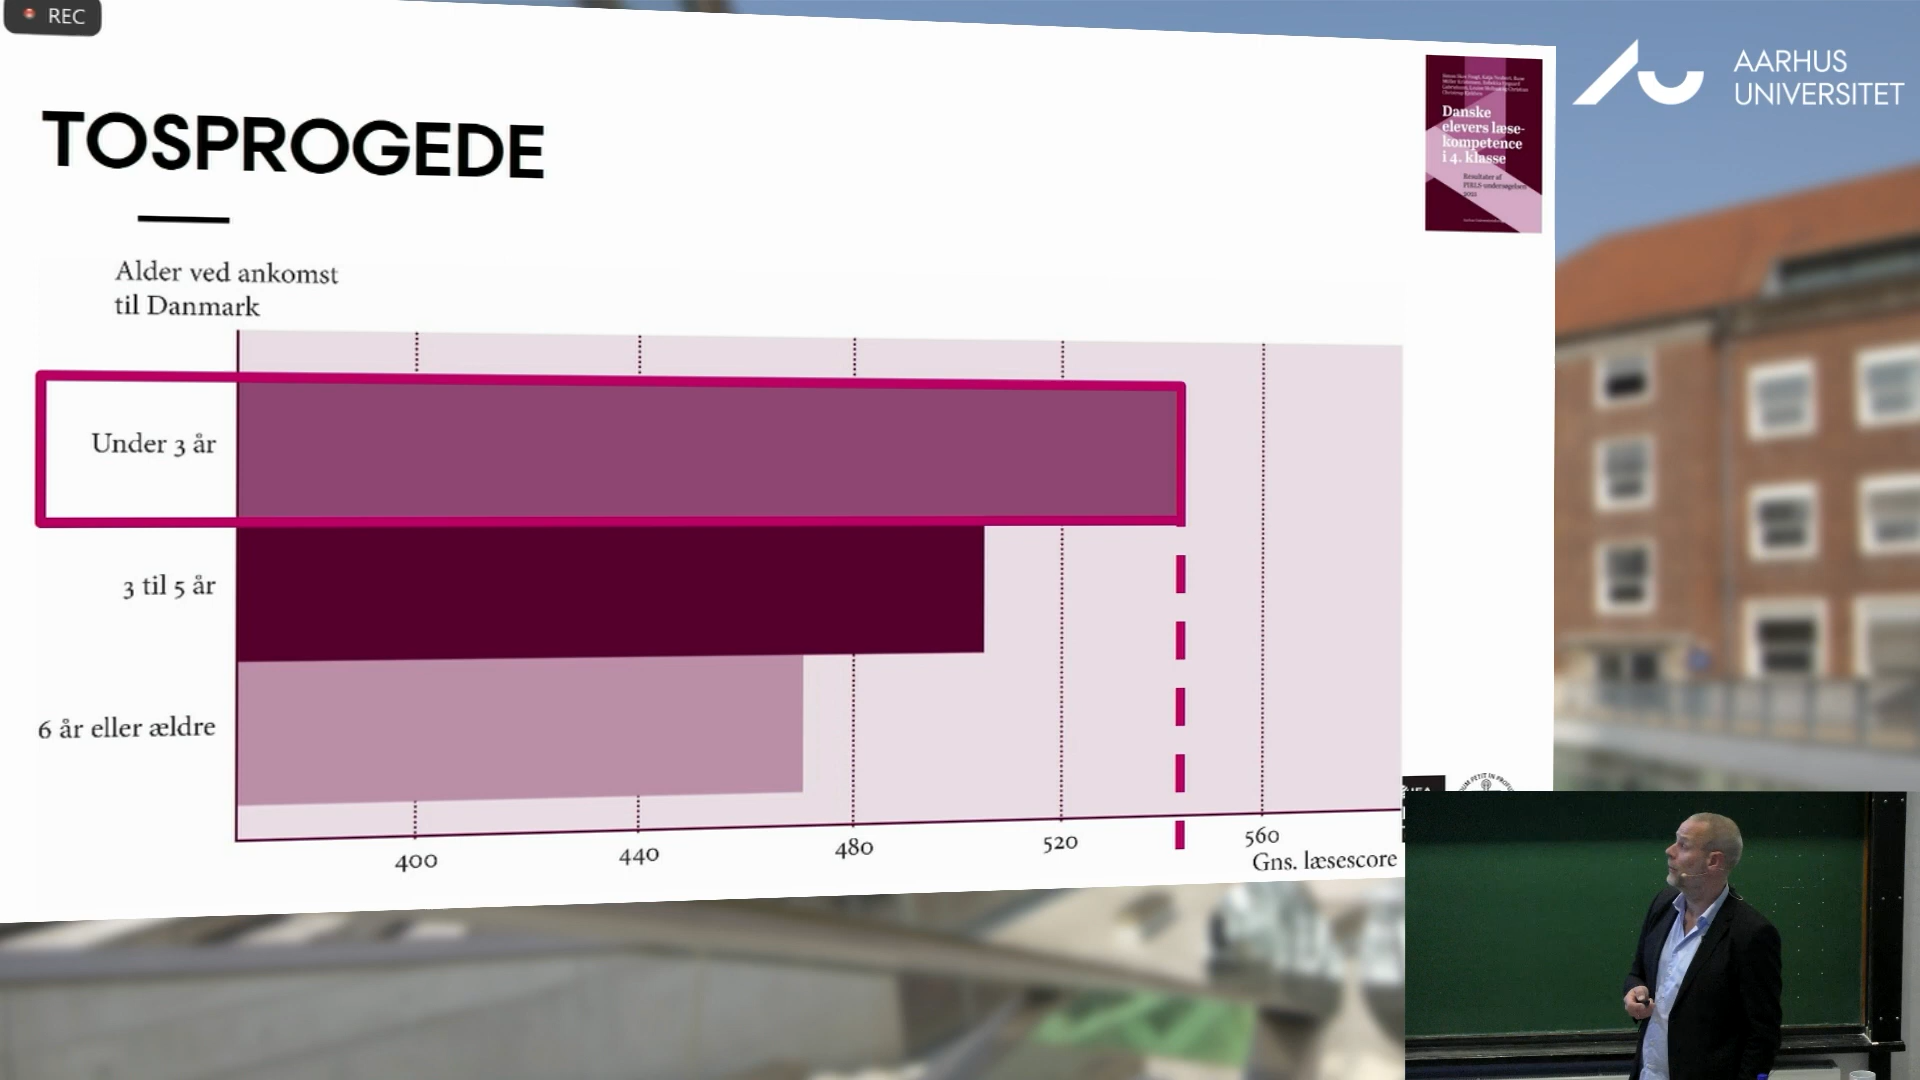 REC
TOSPROGEDE
Alder ved ankomst
til Danmark
Under 3 år
3 til 5 år
6 år eller ældre
400
440
480
520
560
Gns. læsescore
Danske
elevers læse-
kompetence
i 4. klasse
Resultater af
PIRLS-undersøgelsen
2021
AARHUS
UNIVERSITET